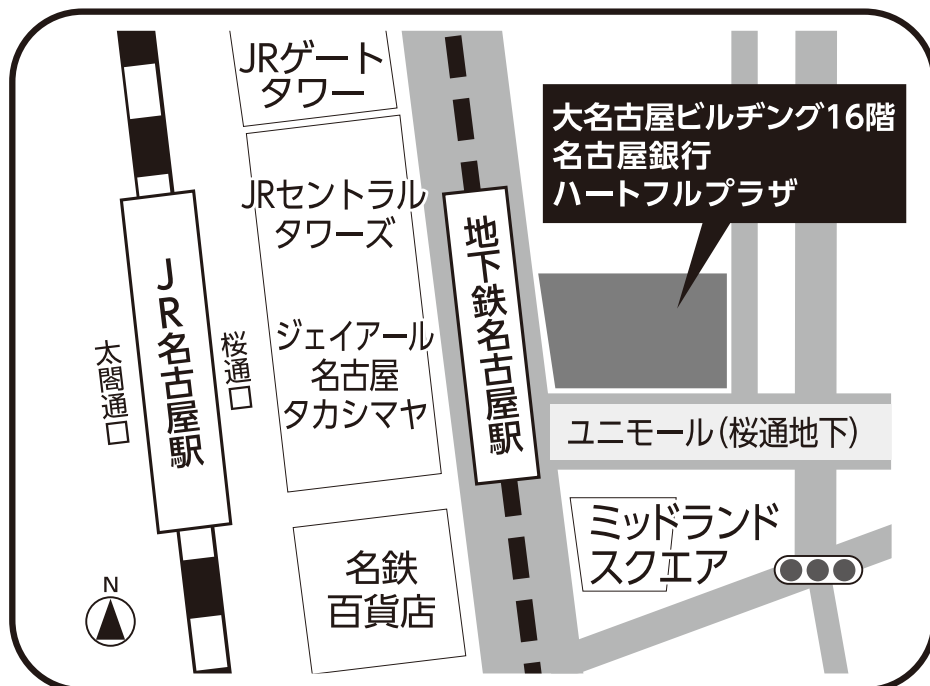 JRゲート
タワー
大名古屋ビルヂング16階
名古屋銀行
ハートフルプラザ
JRセントラル
タワーズ
地下鉄名古屋駅
JR名古屋駅
太閤通口
桜通口
ジェイアール
名古屋
タカシマヤ
ユニモール(桜通地下)
ミッドランド
スクエア
名鉄
百貨店
N